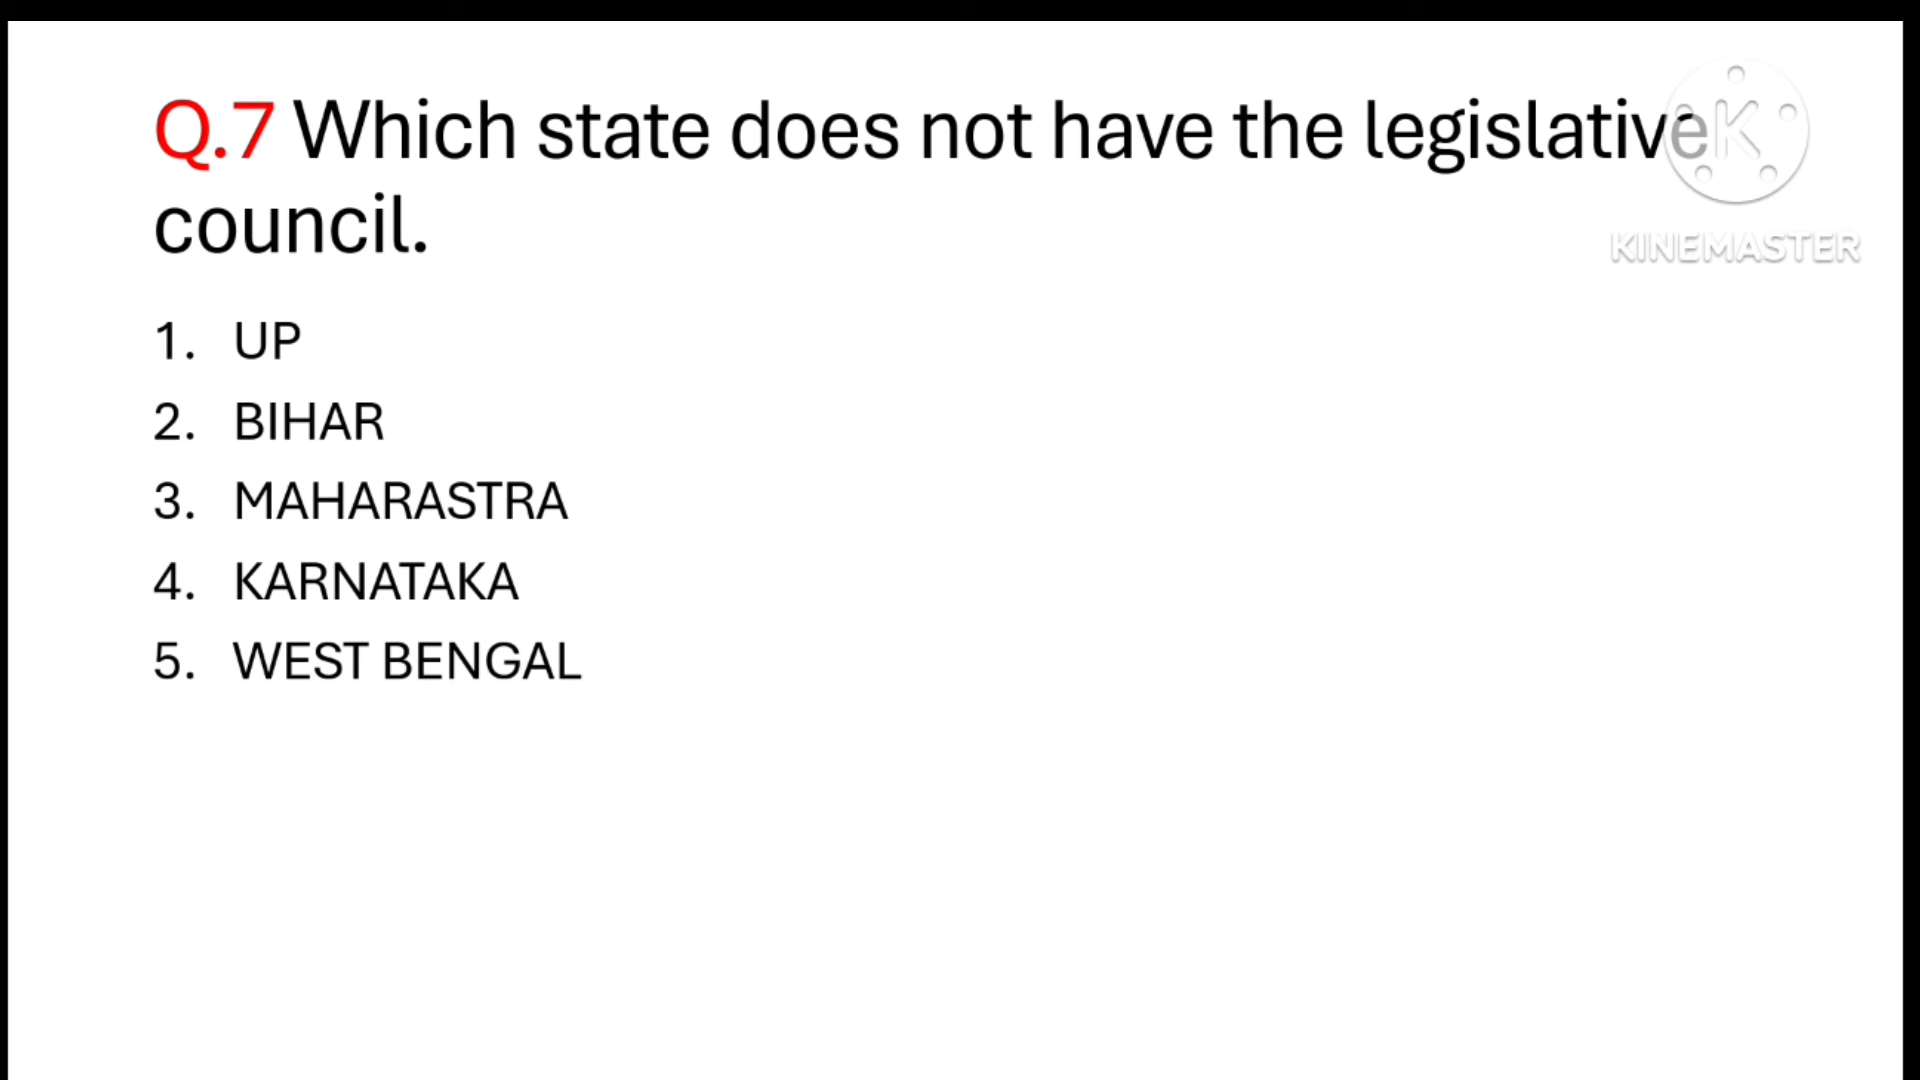 Q.7 Which state does not have the legislative
council.
KINEMASTER
1. UP
2. BIHAR
3. MAHARASTRA
4. KARNATAKA
5. WEST BENGAL